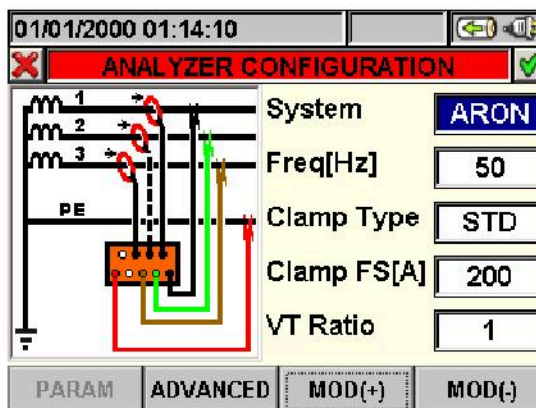 01/01/2000 01:14:10
ANALYZER CONFIGURATION
1
2
3
PE
System ARON
Freq[Hz] 50
Clamp Type STD
Clamp FS[A] 200
VT Ratio 1
PARAM ADVANCED MOD(+) MOD(-)